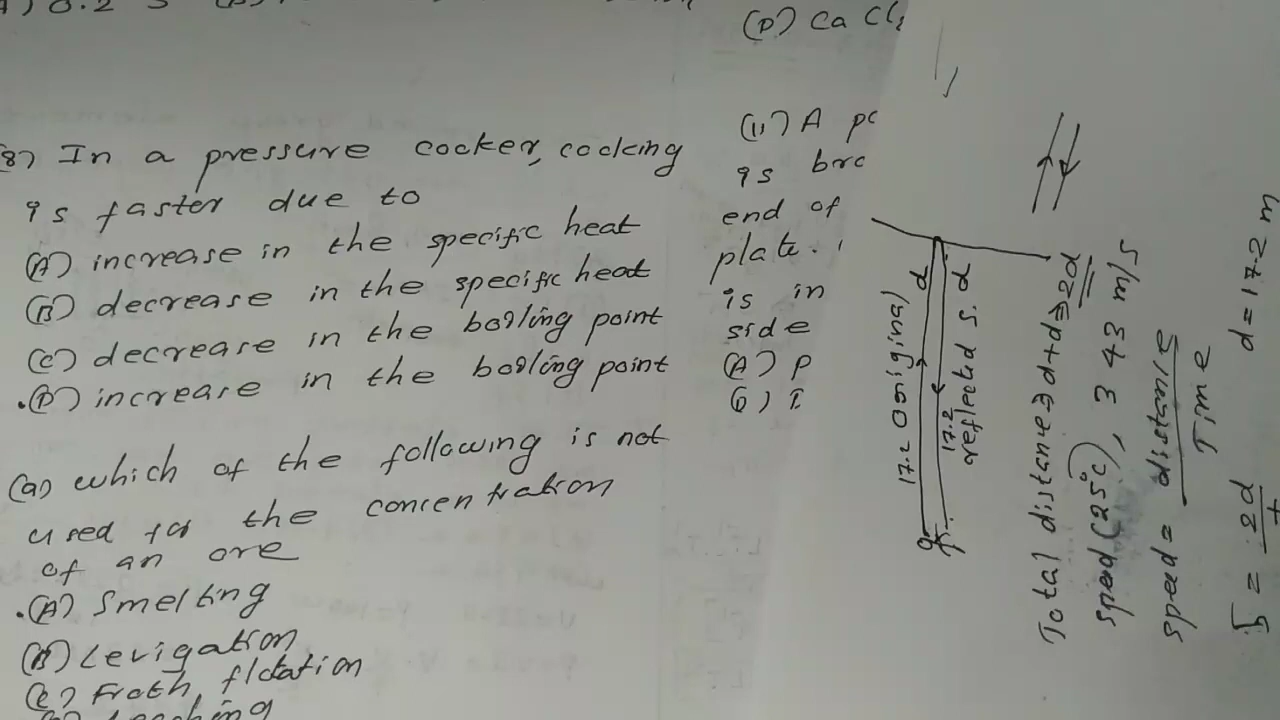 (D) CaCl₂
(8) In a pressure cocker, cocking
is faster due to
(A) increase in the specific heat
(B) decrease in the specific heat
(C) decrease in the boiling point
.(D) increase in the boiling point
(9) which of the following is not
used for the concentration
of an ore
.(A) Smelting
(B) Levigation
(C) Froth flotation
(11) A
is
end of
plate.
is in
side
(A) P
17.2 original d
17.2
reflected S. d
Total distance ⇒ d+d ⇒ 2d
speed (25°C), 343 m/s
speed = distance
Time
= 2d
t
d = 17.2 m